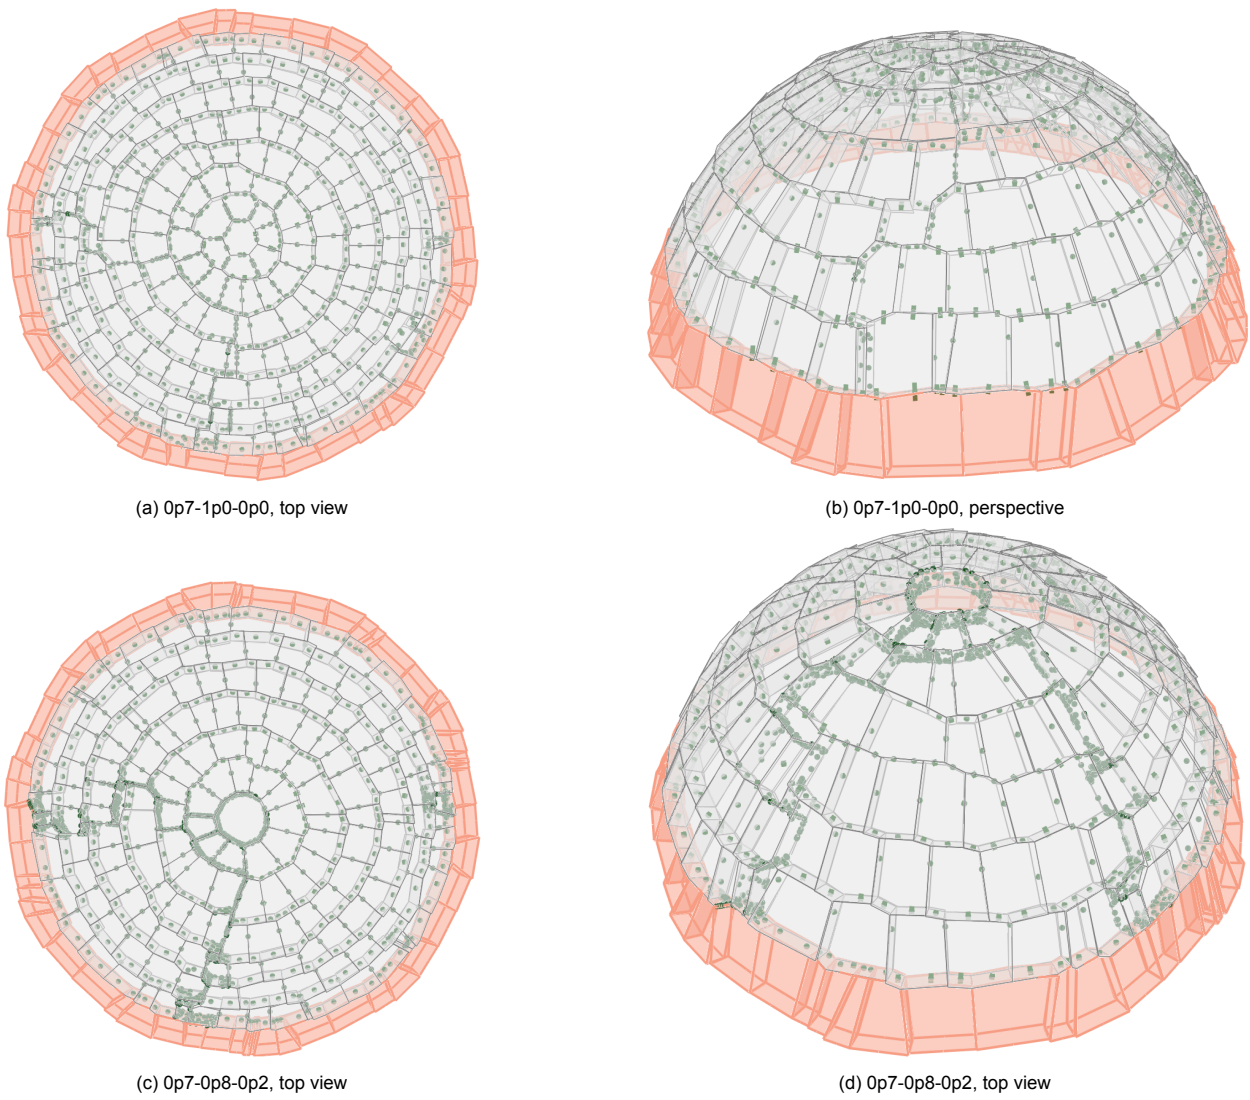 (a) 0p7-1p0-0p0, top view
(b) 0p7-1p0-0p0, perspective
(c) 0p7-0p8-0p2, top view
(d) 0p7-0p8-0p2, top view